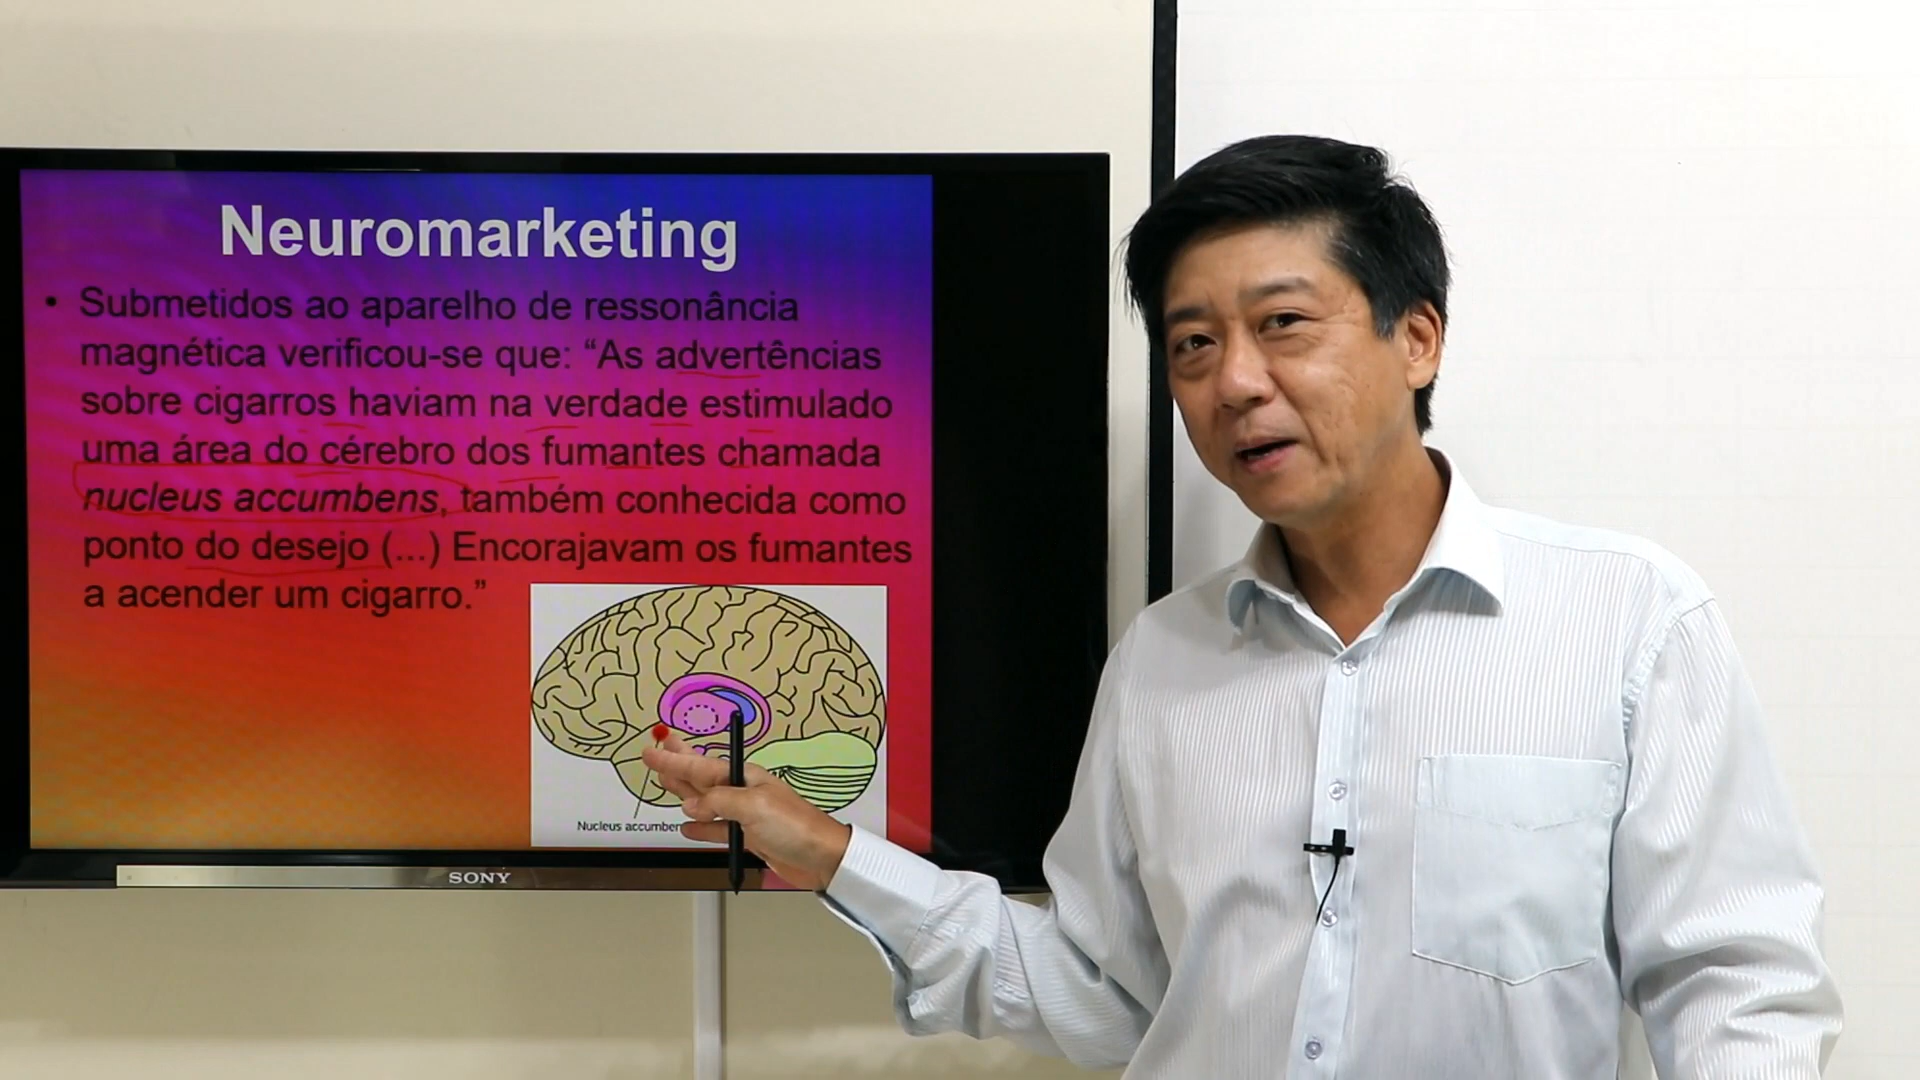 Neuromarketing
• Submetidos ao aparelho de ressonância
magnética verificou-se que: “As advertências
sobre cigarros haviam na verdade estimulado
uma área do cérebro dos fumantes chamada
nucleus accumbens, também conhecida como
ponto do desejo (...) Encorajavam os fumantes
a acender um cigarro.”
Nucleus accumben
SONY